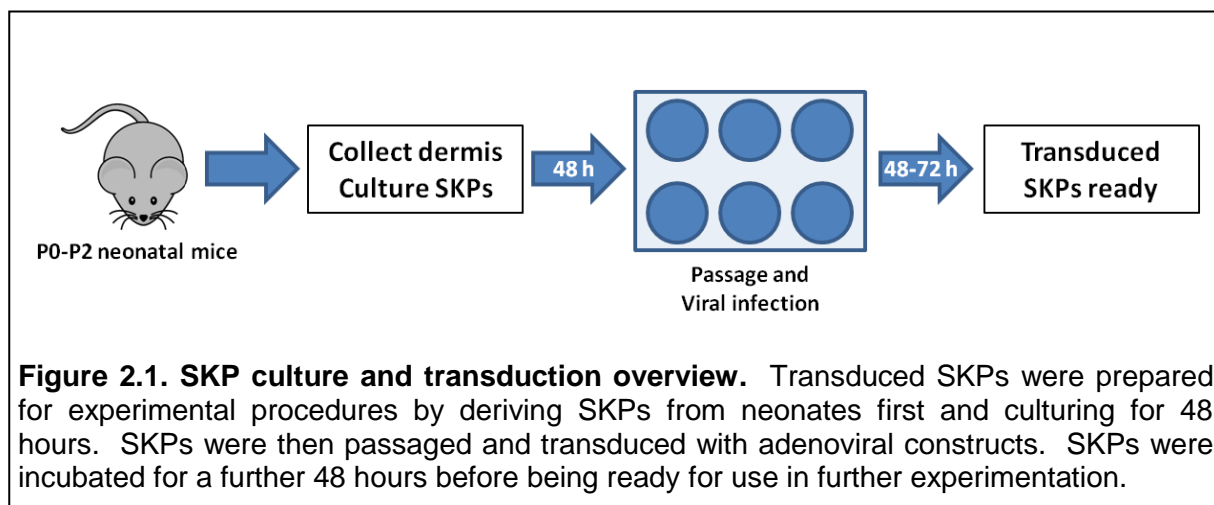 Collect dermis
Culture SKPs
48 h
48-72 h
Transduced
SKPs ready
P0-P2 neonatal mice
Passage and
Viral infection
Figure 2.1. SKP culture and transduction overview. Transduced SKPs were prepared
for experimental procedures by deriving SKPs from neonates first and culturing for 48
hours. SKPs were then passaged and transduced with adenoviral constructs. SKPs were
incubated for a further 48 hours before being ready for use in further experimentation.